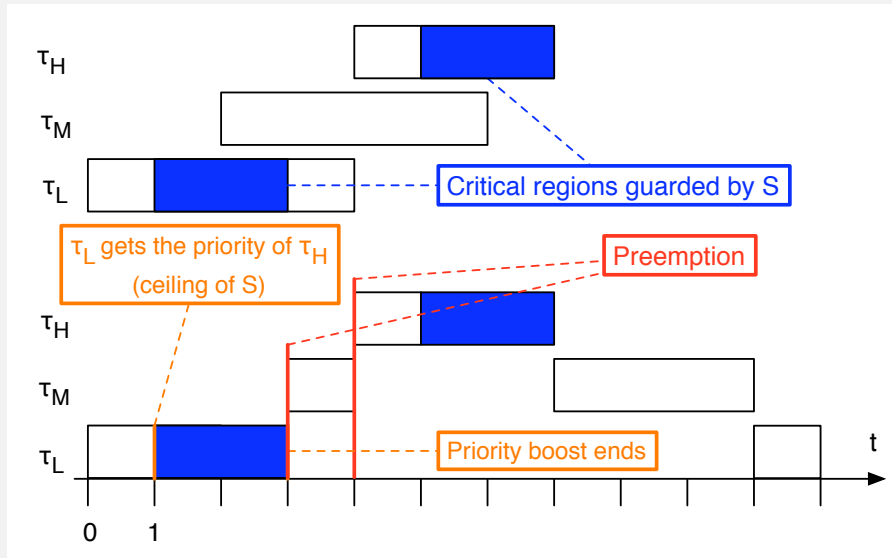 τH
τM
τL
Critical regions guarded by S
τL gets the priority of τH
(ceiling of S)
Preemption
τH
τM
τL
Priority boost ends
t
0 1